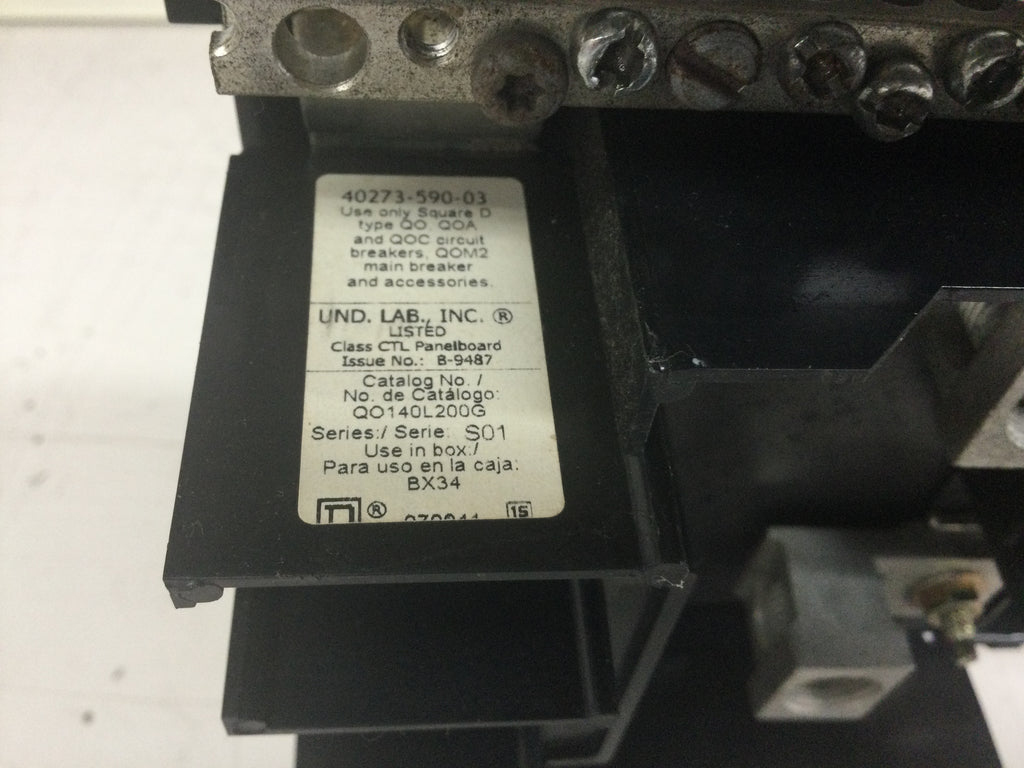 40273-590-03
Use only Square D
type QO, QOA
and QOC circuit
breakers, QOM2
main breaker
and accessories.
UND. LAB., INC. ®
LISTED
Class CTL Panelboard
Issue No.: B-9487
Catalog No. /
No. de Catálogo:
QO140L200G
Series:/ Serie: S01
Use in box:/
Para uso en la caja:
BX34
® 15